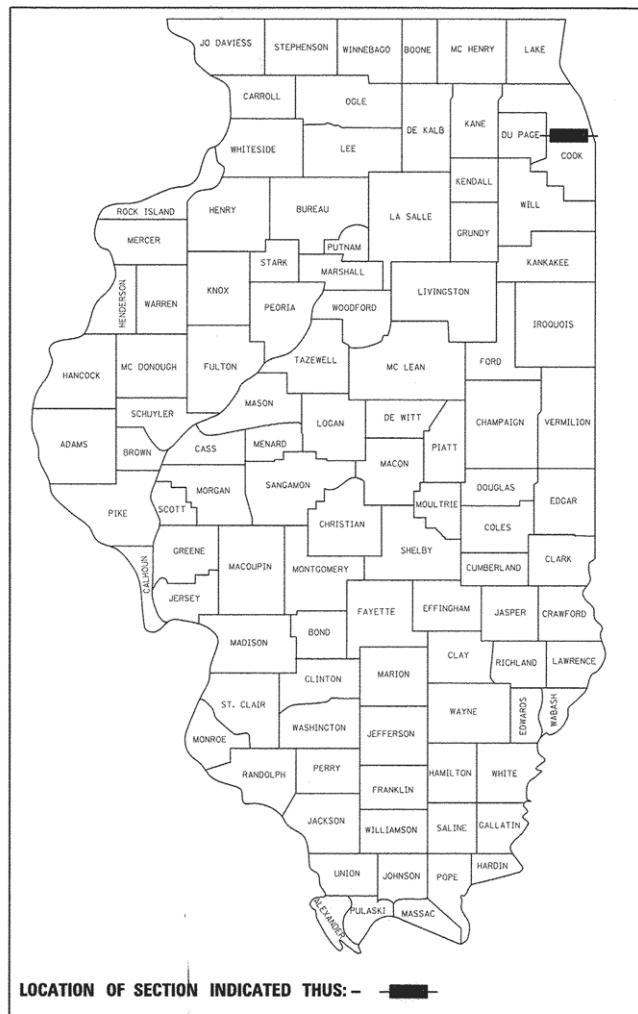 JO DAVIESS STEPHENSON WINNEBAGO BOONE MC HENRY LAKE
CARROLL OGLE DE KALB KANE DU PAGE COOK
WHITESIDE LEE
KENDALL WILL
ROCK ISLAND HENRY BUREAU LA SALLE GRUNDY
MERCER PUTNAM KANKAKEE
STARK MARSHALL
HENDERSON WARREN KNOX PEORIA WOODFORD LIVINGSTON IROQUOIS
HANCOCK MC DONOUGH FULTON TAZEWELL MC LEAN FORD
MASON
SCHUYLER LOGAN DE WITT CHAMPAIGN VERMILION
ADAMS BROWN CASS MENARD PIATT
MACON
MORGAN SANGAMON DOUGLAS
PIKE SCOTT CHRISTIAN MOULTRIE EDGAR
COLES
GREENE MACOUPIN MONTGOMERY SHELBY CLARK
CALHOUN JERSEY CUMBERLAND
FAYETTE EFFINGHAM JASPER CRAWFORD
MADISON BOND
CLAY RICHLAND LAWRENCE
CLINTON MARION
ST. CLAIR WAYNE EDWARDS WABASH
WASHINGTON JEFFERSON
MONROE
RANDOLPH PERRY HAMILTON WHITE
FRANKLIN
JACKSON WILLIAMSON SALINE GALLATIN
HARDIN
UNION JOHNSON POPE
ALEXANDER PULASKI MASSAC
LOCATION OF SECTION INDICATED THUS: -